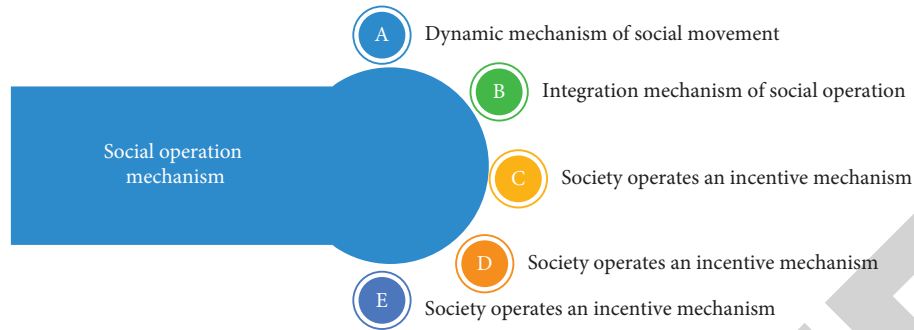 A Dynamic mechanism of social movement
B Integration mechanism of social operation
Social operation
mechanism
C Society operates an incentive mechanism
D Society operates an incentive mechanism
E Society operates an incentive mechanism